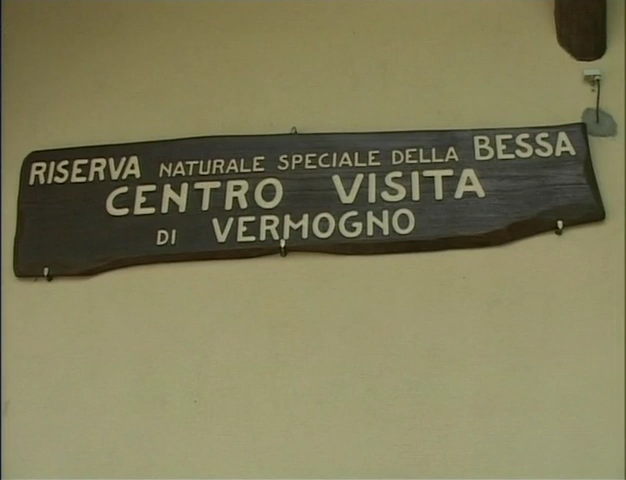 RISERVA NATURALE SPECIALE DELLA BESSA
CENTRO VISITA
DI VERMOGNO